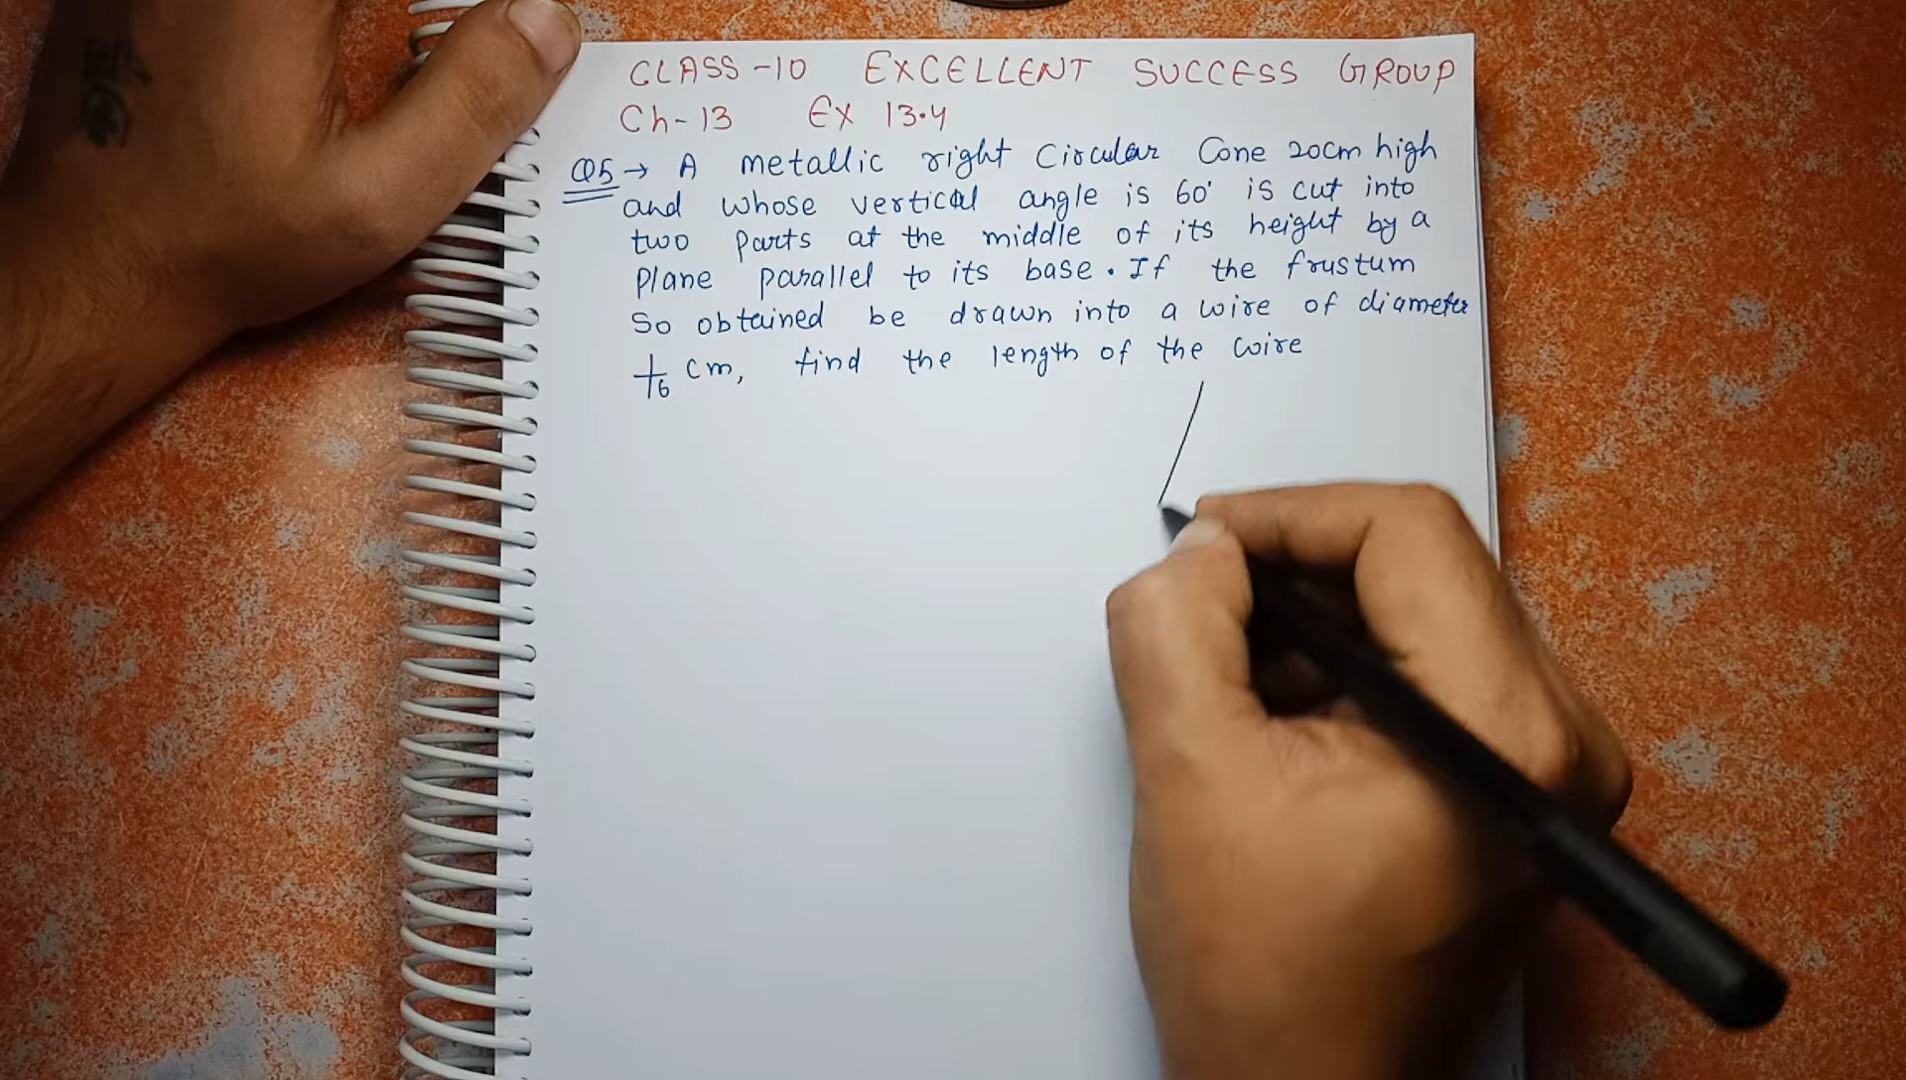 CLASS-10 EXCELLENT SUCCESS GROUP
Ch-13 Ex 13.4
Q5→ A metallic right Circular Cone 20cm high
and whose vertical angle is 60° is cut into
two parts at the middle of its height by a
plane parallel to its base. If the frustum
So obtained be drawn into a wire of diameter
1/16 cm, find the length of the wire